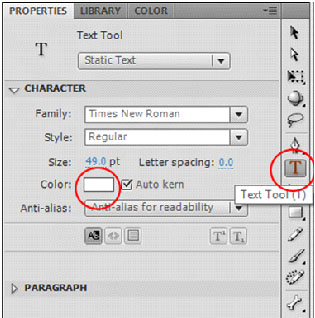 PROPERTIES LIBRARY COLOR
T Text Tool
Static Text
CHARACTER
Family: Times New Roman
Style: Regular
Size: 49.0 pt Letter spacing: 0.0
Color: Auto kern
T
Text Tool (T)
Anti-alias: Anti-alias for readability
PARAGRAPH